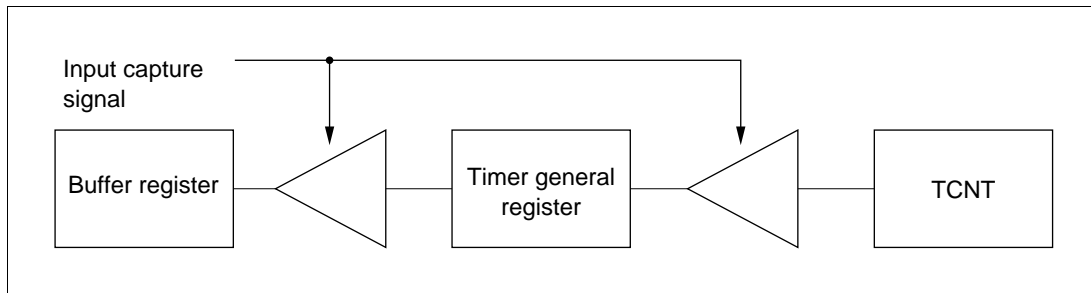 Input capture
signal
Buffer register
Timer general
register
TCNT